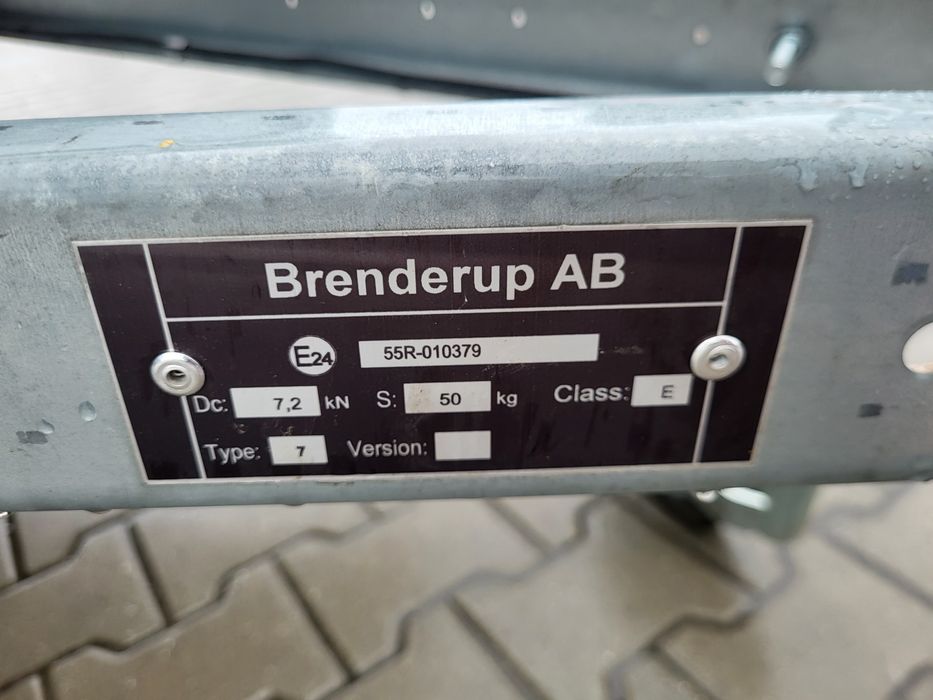 Brenderup AB
E24 55R-010379
Dc: 7,2 kN S: 50 kg Class: E
Type: 7 Version: